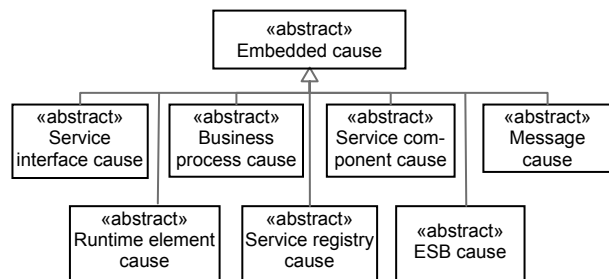 «abstract»
Embedded cause
«abstract»
Service
interface cause
«abstract»
Business
process cause
«abstract»
Service com-
ponent cause
«abstract»
Message
cause
«abstract»
Runtime element
cause
«abstract»
Service registry
cause
«abstract»
ESB cause